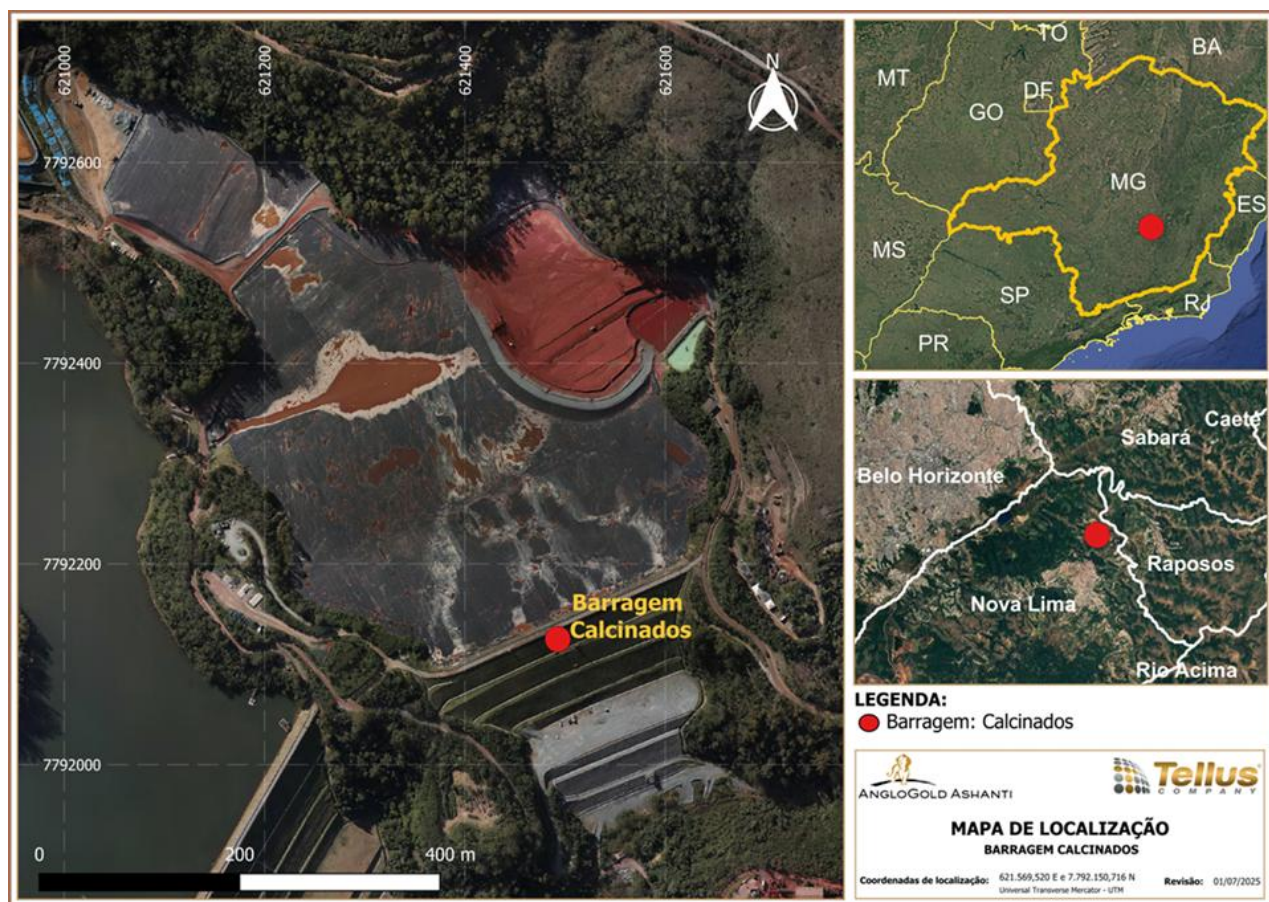 621000
621200
621400
621600
N
7792600
7792400
7792200
7792000
Barragem
Calcinados
0
200
400 m
TO
BA
MT
DF
GO
MG
ES
MS
SP
RJ
PR
Caeté
Sabará
Belo Horizonte
Raposos
Nova Lima
Rio Acima
LEGENDA:
Barragem: Calcinados
ANGLOGOLD ASHANTI
Tellus
COMPANY
MAPA DE LOCALIZAÇÃO
BARRAGEM CALCINADOS
Coordenadas de localização: 621.569,520 E e 7.792.150,716 N
Universal Transverse Mercator - UTM
Revisão: 01/07/2025